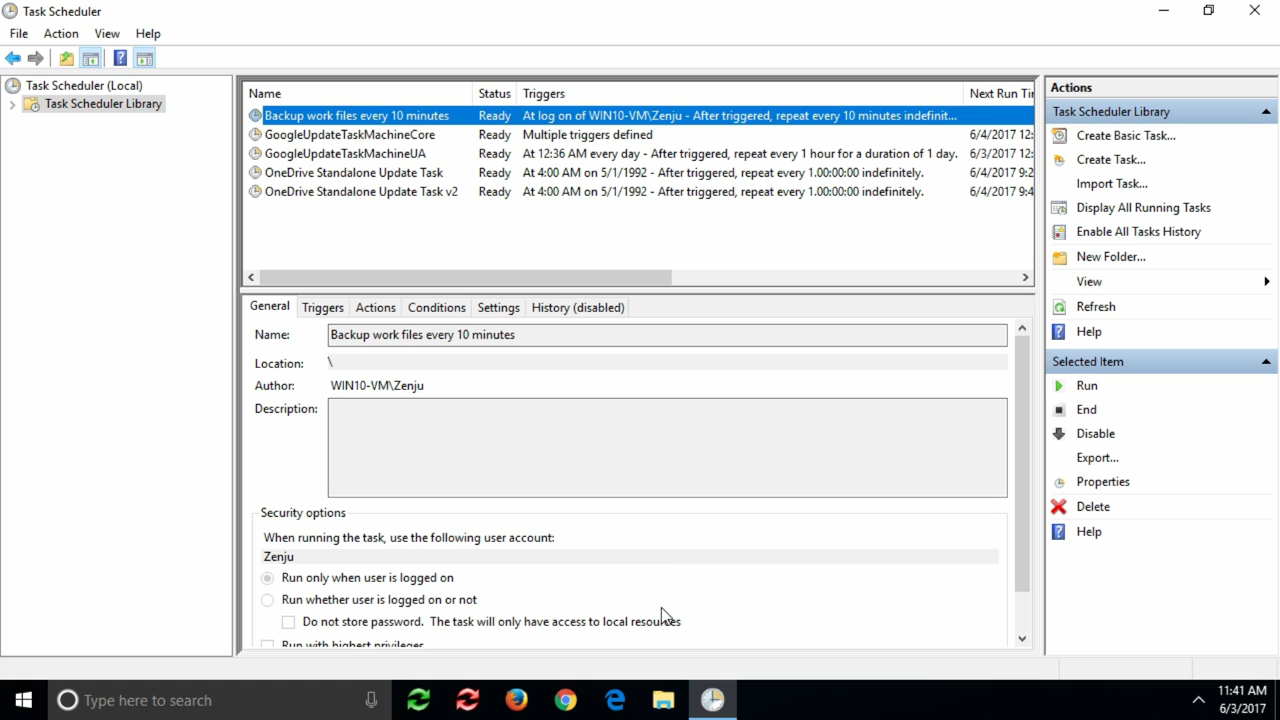 Task Scheduler
File Action View Help
Task Scheduler (Local)
Task Scheduler Library
Name Status Triggers Next Run Ti
Backup work files every 10 minutes Ready At log on of WIN10-VM\Zenju - After triggered, repeat every 10 minutes indefinit...
GoogleUpdateTaskMachineCore Ready Multiple triggers defined 6/4/2017 12:
GoogleUpdateTaskMachineUA Ready At 12:36 AM every day - After triggered, repeat every 1 hour for a duration of 1 day. 6/3/2017 12:
OneDrive Standalone Update Task Ready At 4:00 AM on 5/1/1992 - After triggered, repeat every 1.00:00:00 indefinitely. 6/4/2017 9:2
OneDrive Standalone Update Task v2 Ready At 4:00 AM on 5/1/1992 - After triggered, repeat every 1.00:00:00 indefinitely. 6/4/2017 9:4
General Triggers Actions Conditions Settings History (disabled)
Name: Backup work files every 10 minutes
Location: \
Author: WIN10-VM\Zenju
Description:
Security options
When running the task, use the following user account:
Zenju
Run only when user is logged on
Run whether user is logged on or not
Do not store password. The task will only have access to local resources
Run with highest privileges
Actions
Task Scheduler Library
Create Basic Task...
Create Task...
Import Task...
Display All Running Tasks
Enable All Tasks History
New Folder...
View
Refresh
Help
Selected Item
Run
End
Disable
Export...
Properties
Delete
Help
Type here to search
11:41 AM
6/3/2017